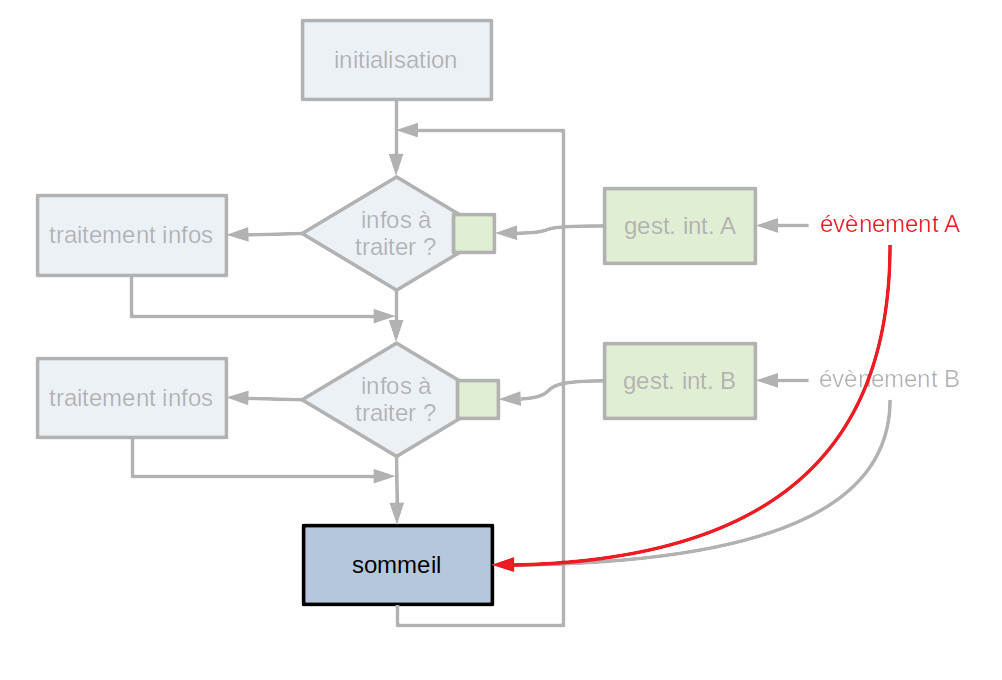 initialisation
infos à
traiter ?
traitement infos
gest. int. A
évènement A
infos à
traiter ?
traitement infos
gest. int. B
évènement B
sommeil